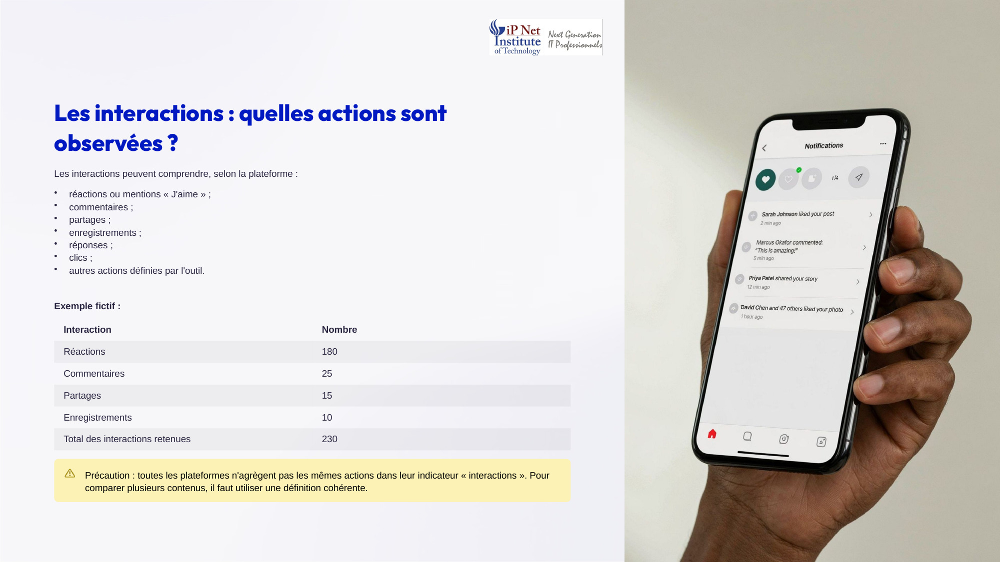 iP Net
Institute
of Technology
Next Generation
IT Professionnels
Les interactions : quelles actions sont
observées ?
Les interactions peuvent comprendre, selon la plateforme :
• réactions ou mentions « J'aime » ;
• commentaires ;
• partages ;
• enregistrements ;
• réponses ;
• clics ;
• autres actions définies par l'outil.
Exemple fictif :
Interaction Nombre
Réactions 180
Commentaires 25
Partages 15
Enregistrements 10
Total des interactions retenues 230
Précaution : toutes les plateformes n'agrègent pas les mêmes actions dans leur indicateur « interactions ». Pour
comparer plusieurs contenus, il faut utiliser une définition cohérente.
Notifications
Sarah Johnson liked your post
2 min ago
Marcus Okafor commented:
“This is amazing!”
5 min ago
Priya Patel shared your story
12 min ago
David Chen and 47 others liked your photo
1 hour ago